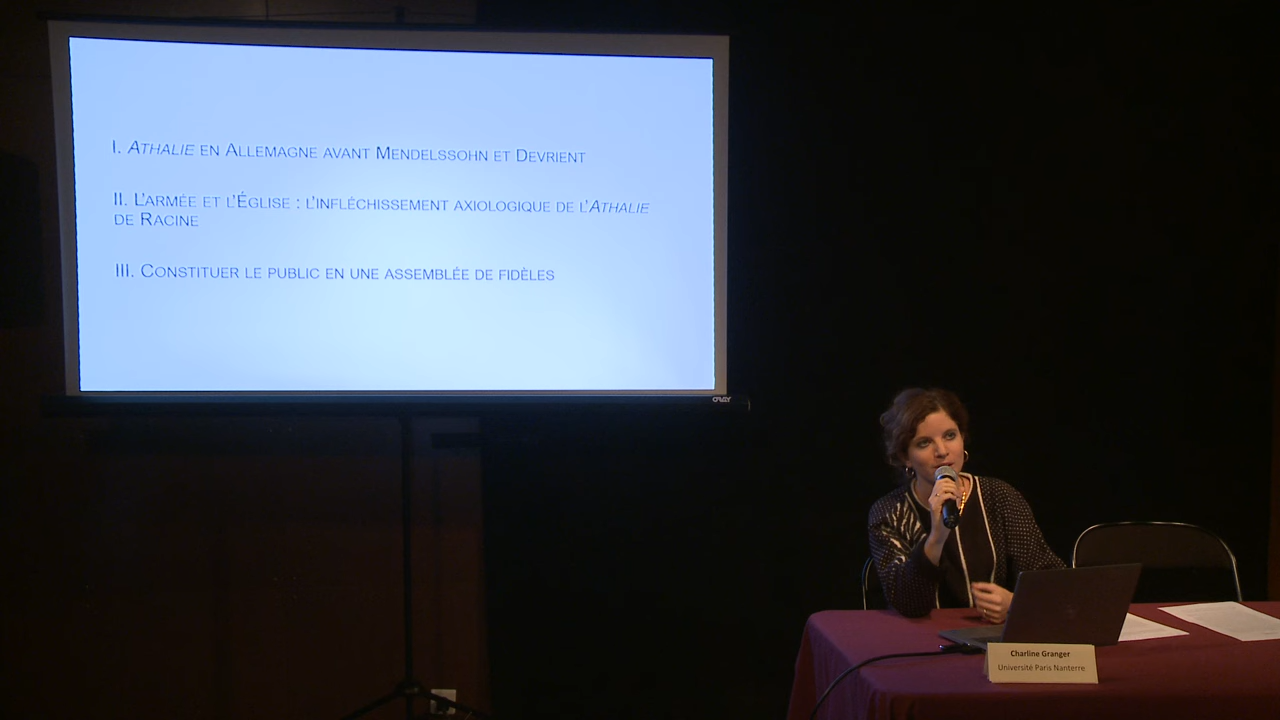 I. Athalie en Allemagne avant Mendelssohn et Devrient
II. L'armée et l'Église : l'infléchissement axiologique de l'Athalie
de Racine
III. Constituer le public en une assemblée de fidèles
ORAY
Charline Granger
Université Paris Nanterre